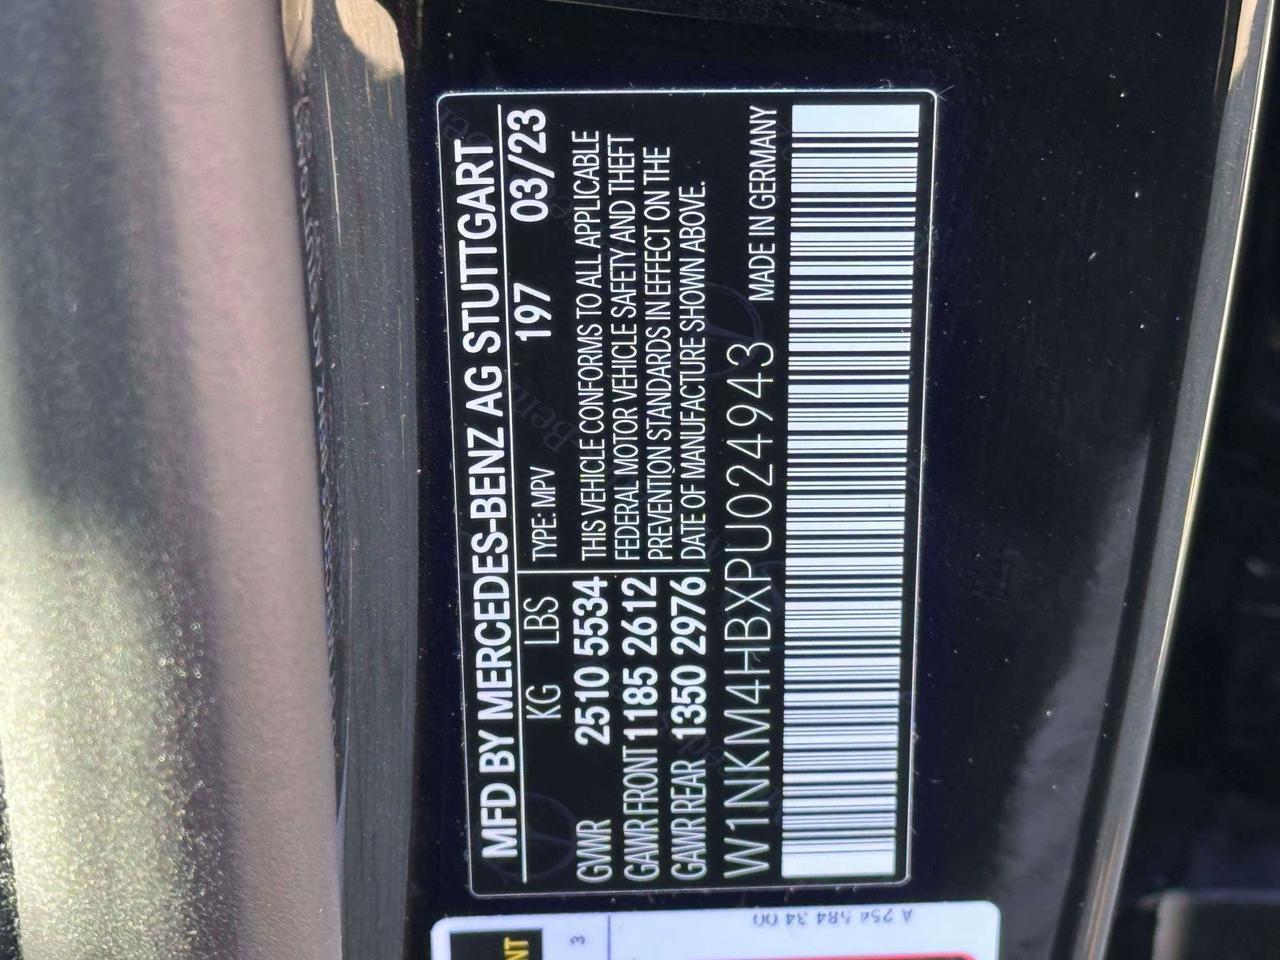 MFD BY MERCEDES-BENZ AG STUTTGART
KG LBS TYPE: MPV 197 03/23
GVWR 2510 5534
GAWR FRONT 1185 2612
GAWR REAR 1350 2976
THIS VEHICLE CONFORMS TO ALL APPLICABLE
FEDERAL MOTOR VEHICLE SAFETY AND THEFT
PREVENTION STANDARDS IN EFFECT ON THE
DATE OF MANUFACTURE SHOWN ABOVE.
W1NKM4HBXPU024943 MADE IN GERMANY
A 254 584 34 00